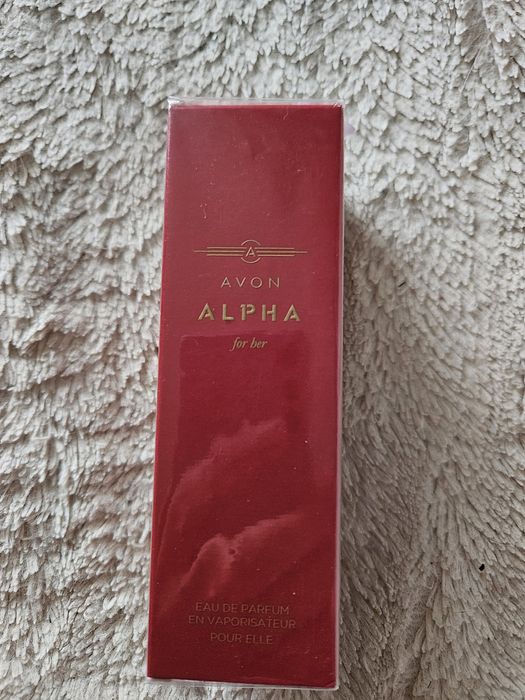 A
AVON
ALPHA
for her
EAU DE PARFUM
EN VAPORISATEUR
POUR ELLE